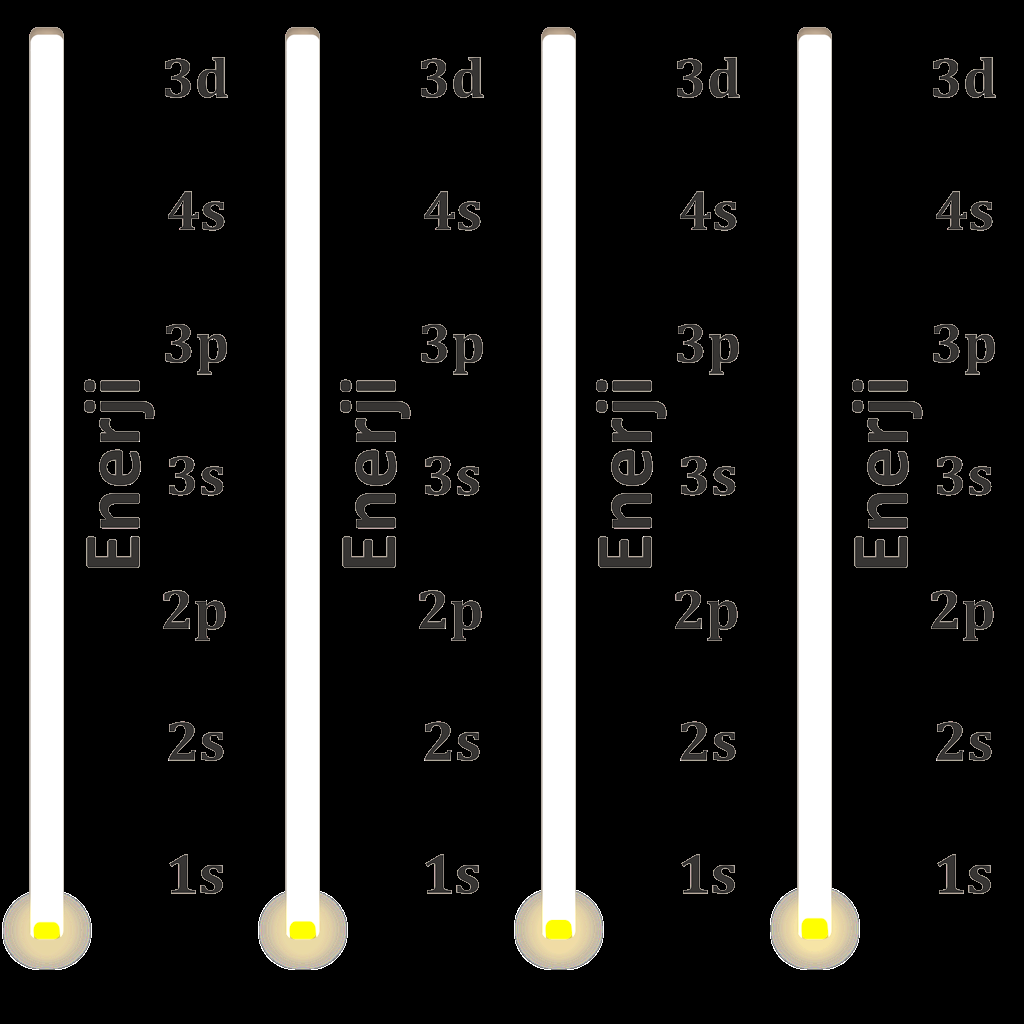 3d 3d 3d 3d
4s 4s 4s 4s
3p 3p 3p 3p
Enerji Enerji Enerji Enerji
3s 3s 3s 3s
2p 2p 2p 2p
2s 2s 2s 2s
1s 1s 1s 1s